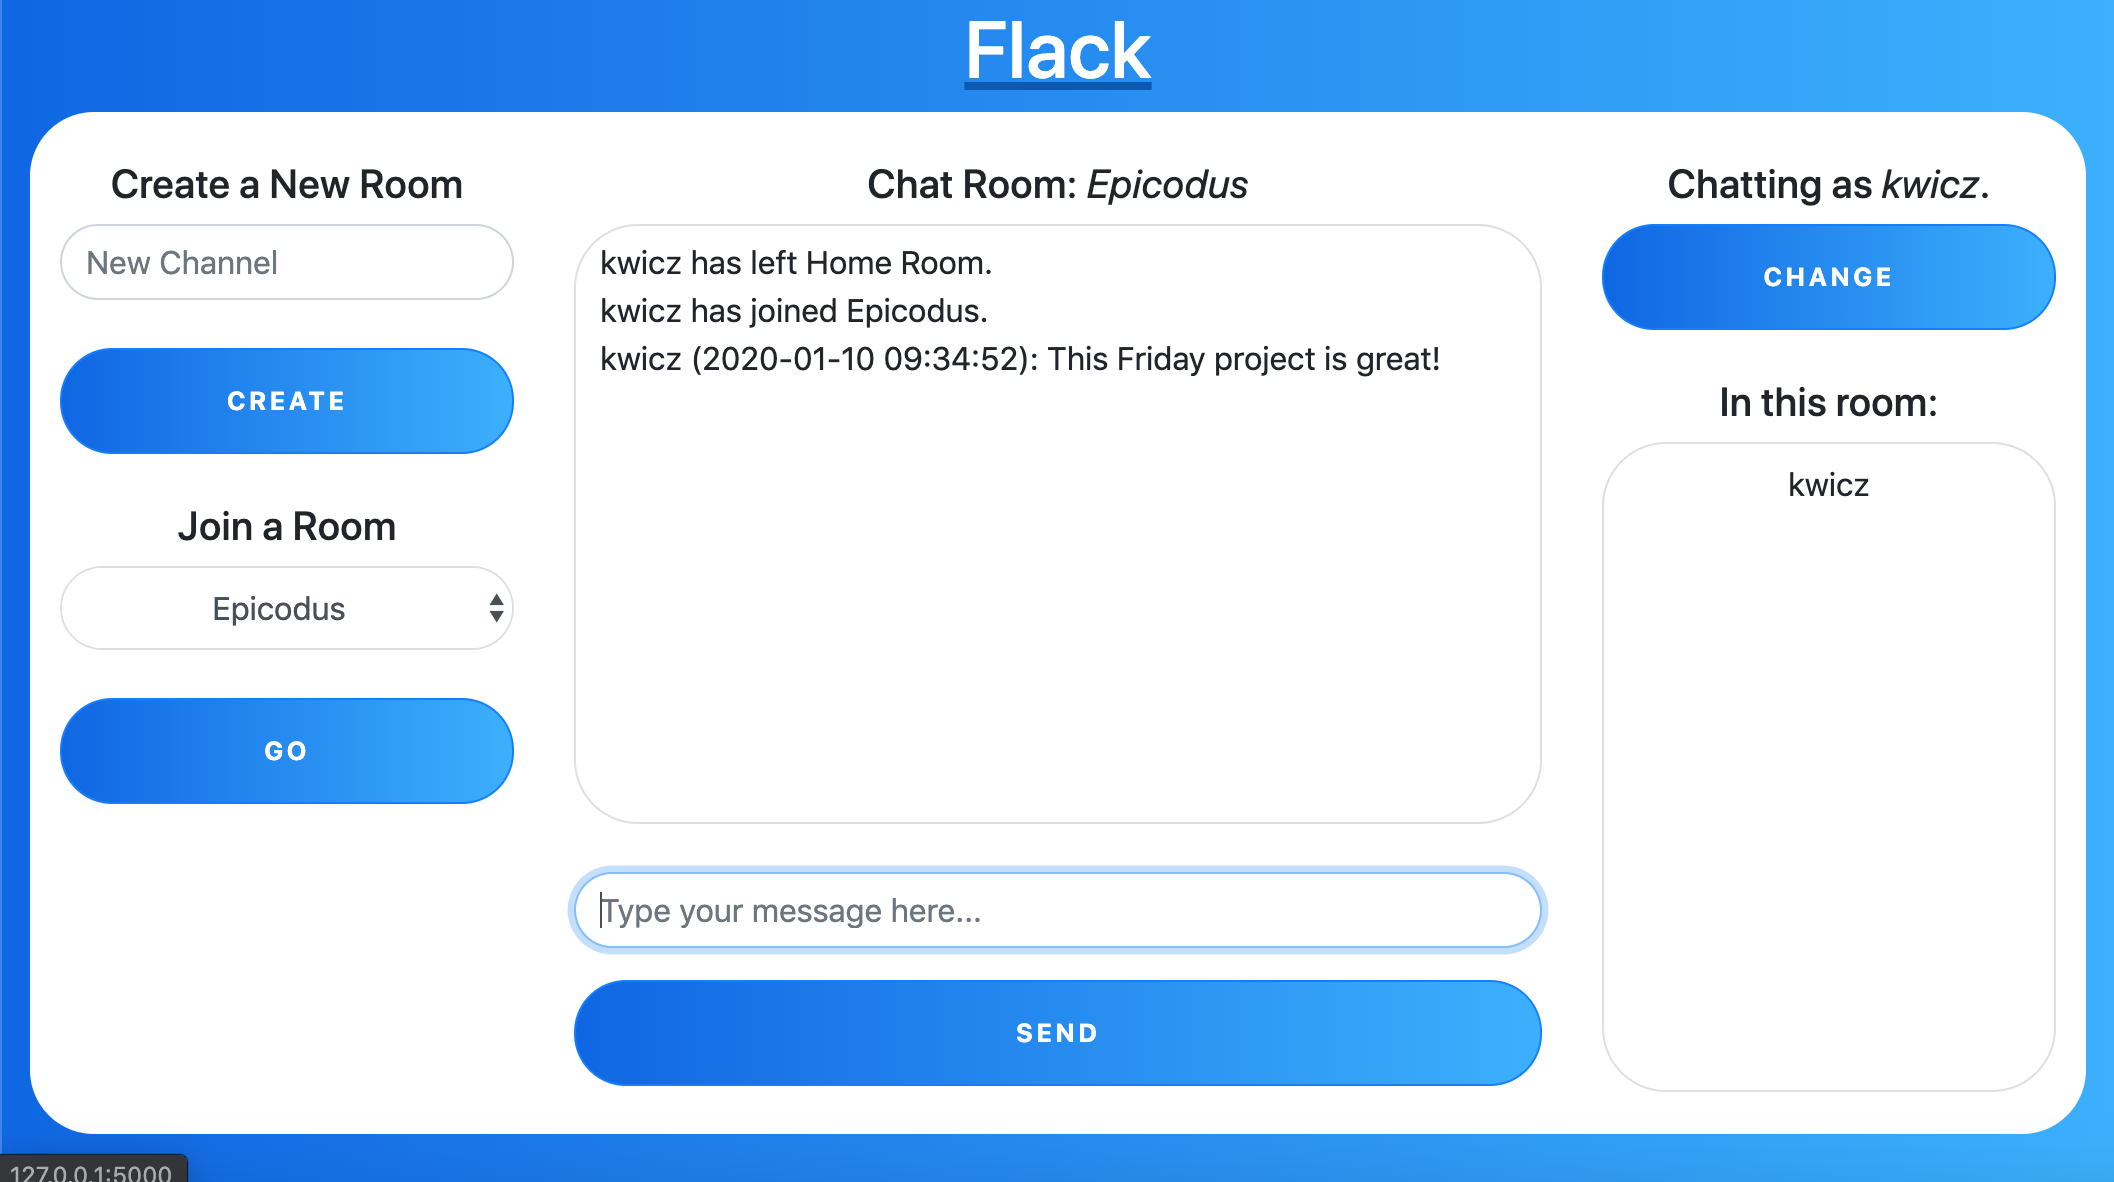 Flack
Create a New Room
New Channel
CREATE
Join a Room
Epicodus
GO
Chat Room: Epicodus
kwicz has left Home Room.
kwicz has joined Epicodus.
kwicz (2020-01-10 09:34:52): This Friday project is great!
Type your message here...
SEND
Chatting as kwicz.
CHANGE
In this room:
kwicz
127.0.0.1:5000